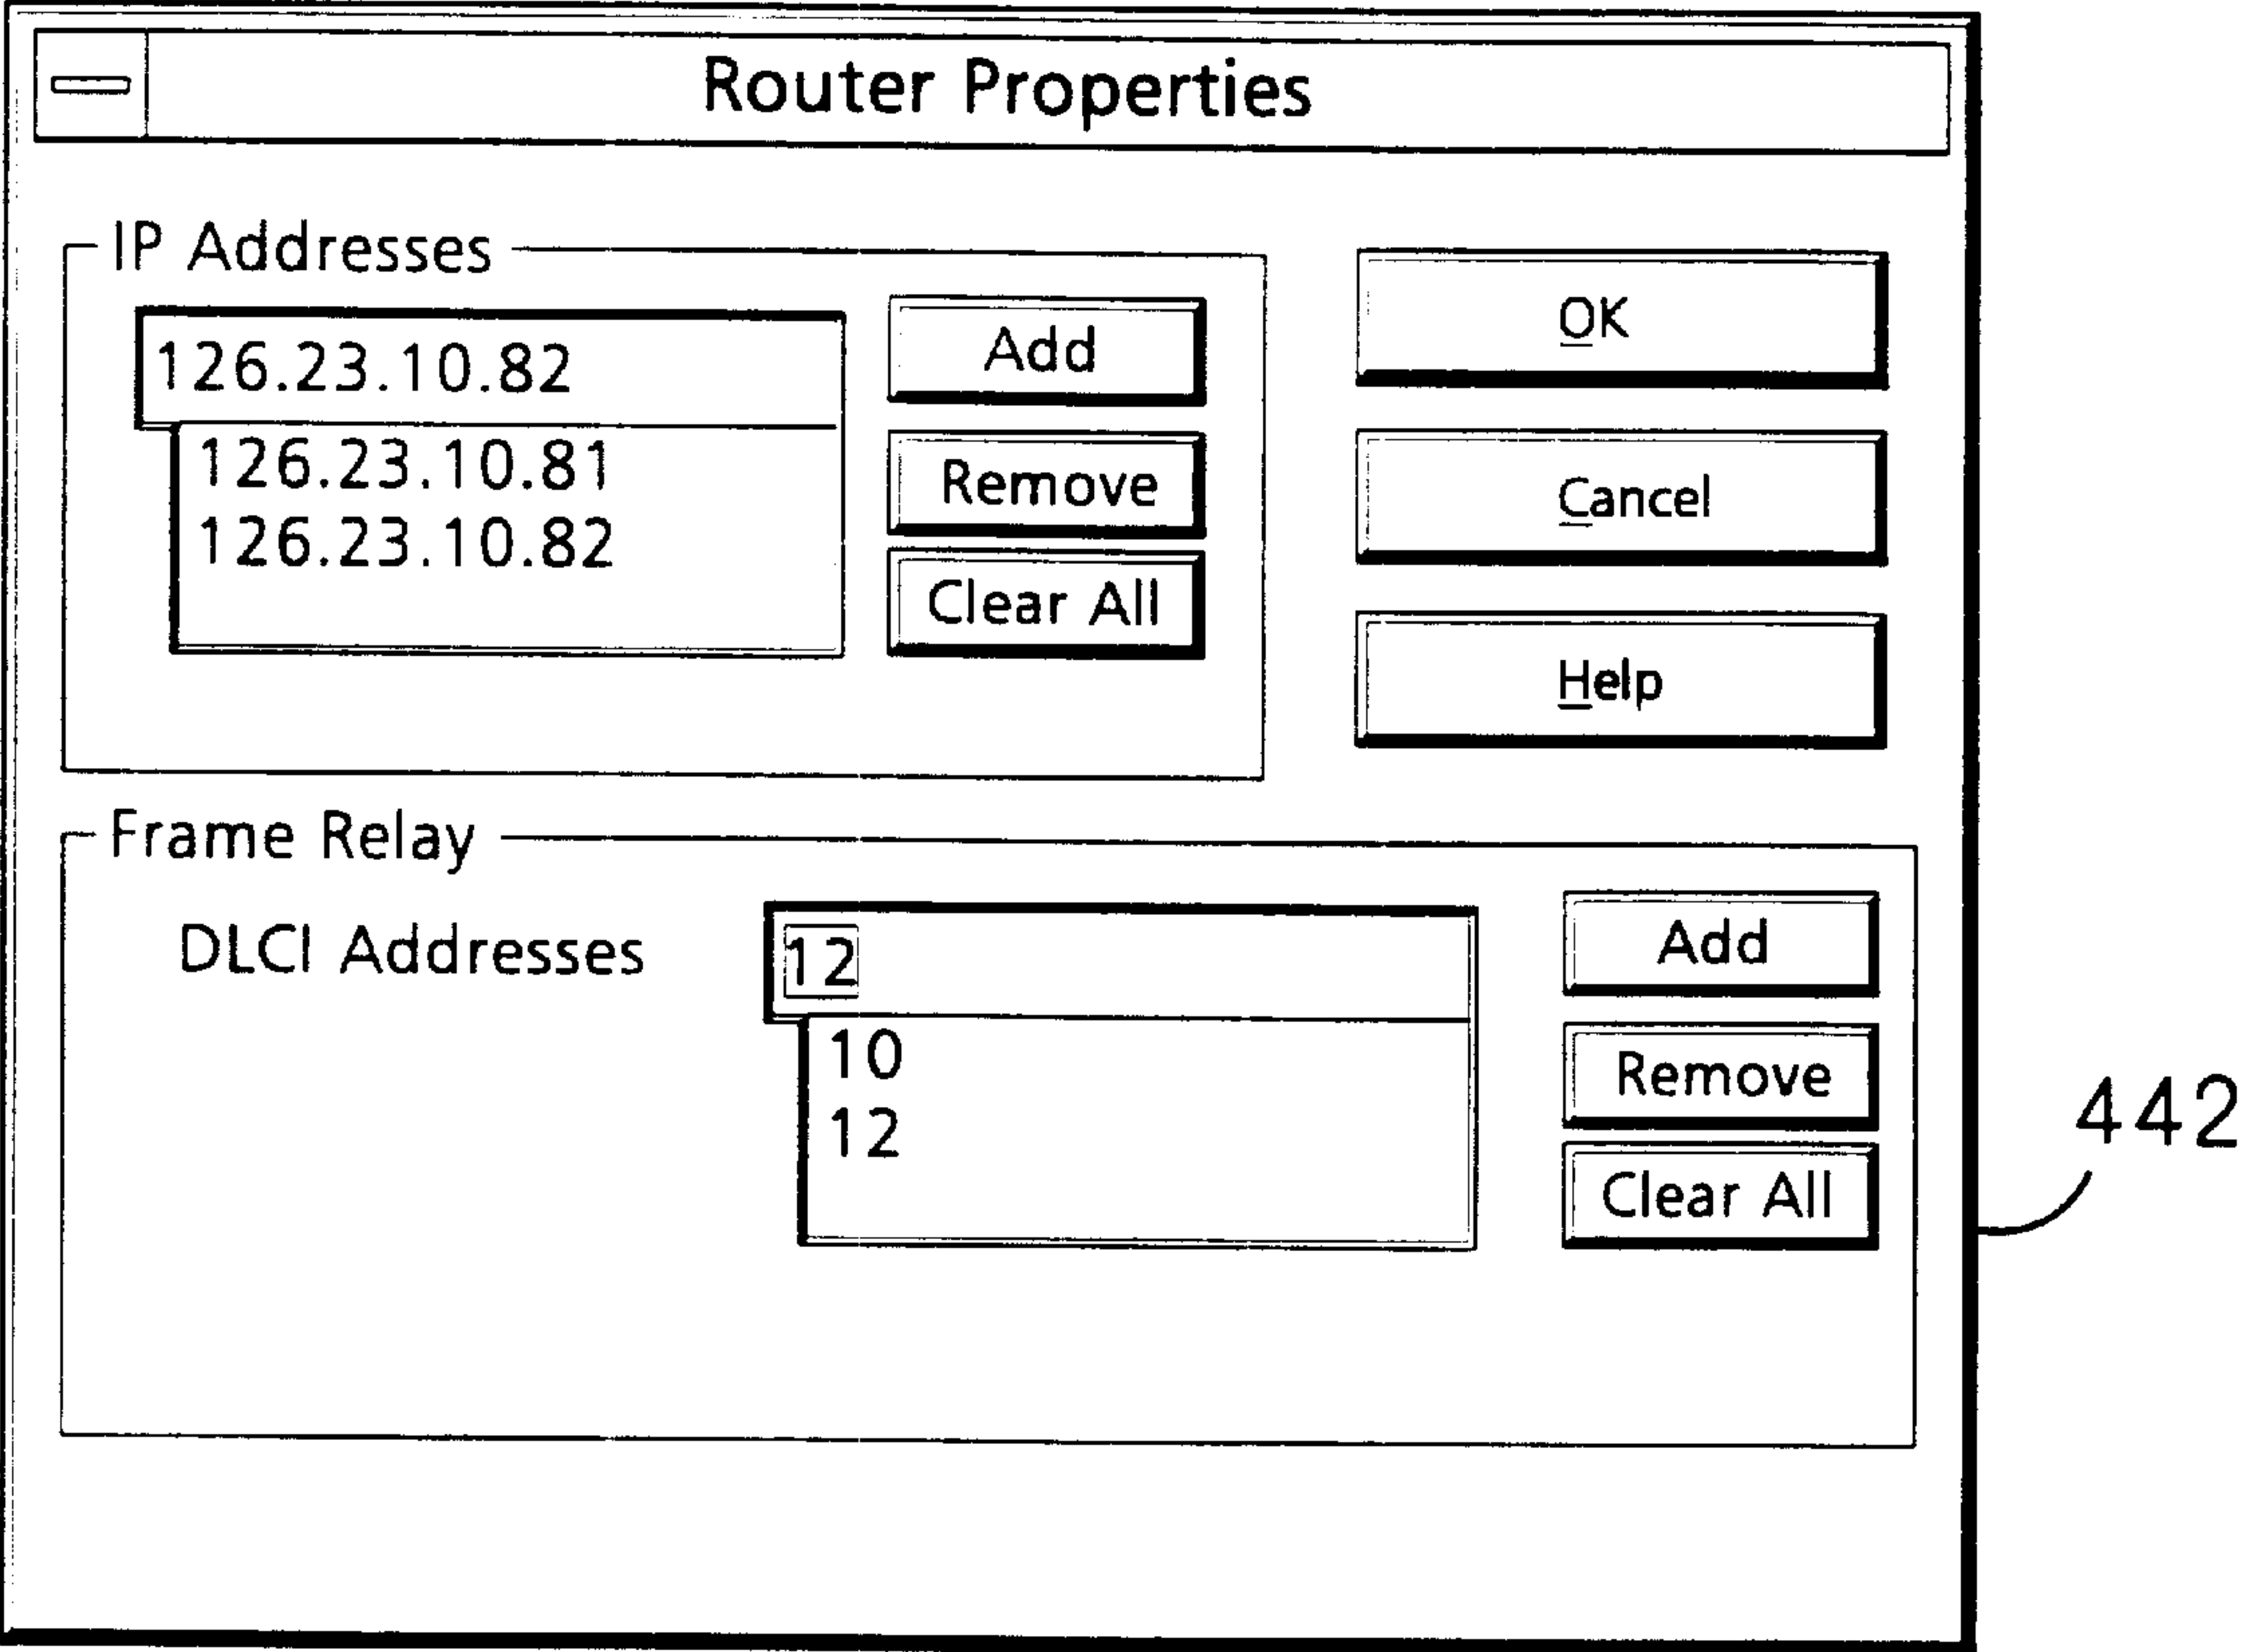 Router Properties
IP Addresses
126.23.10.82
126.23.10.81
126.23.10.82
Add
Remove
Clear All
OK
Cancel
Help
Frame Relay
DLCI Addresses
12
10
12
Add
Remove
Clear All
442